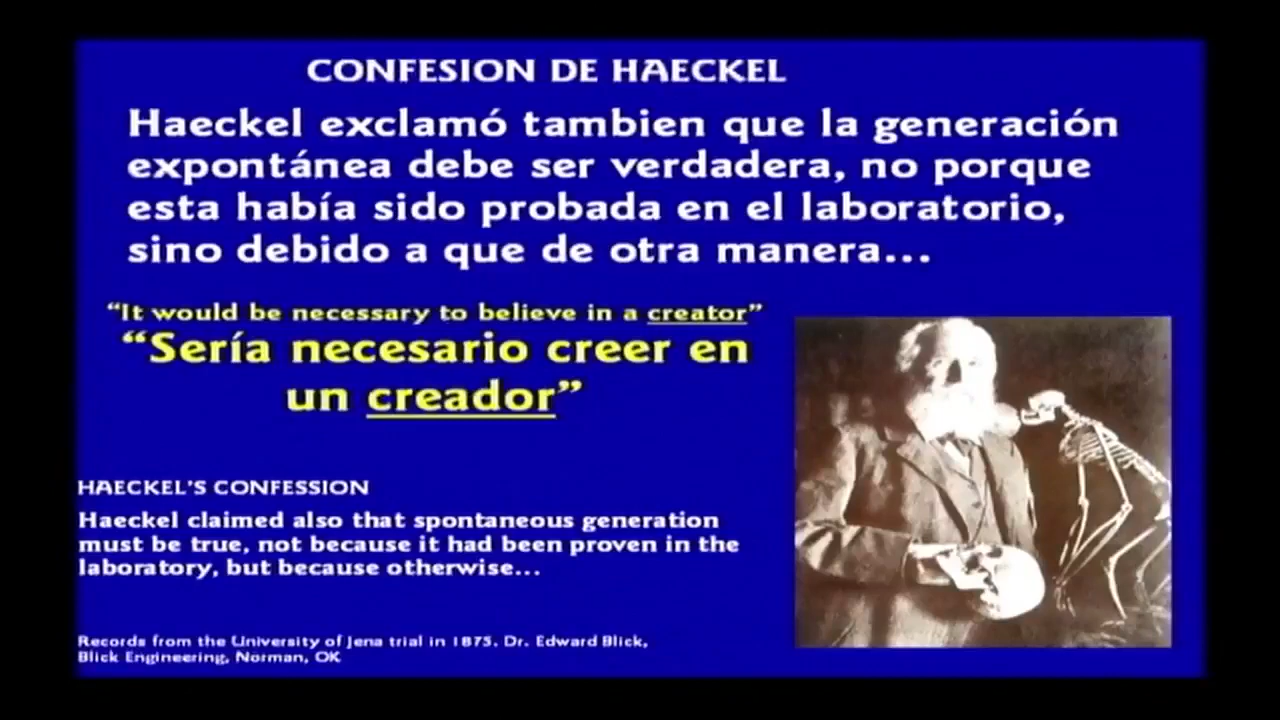 CONFESION DE HAECKEL
Haeckel exclamó tambien que la generación
expontánea debe ser verdadera, no porque
esta había sido probada en el laboratorio,
sino debido a que de otra manera...
“It would be necessary to believe in a creator”
“Sería necesario creer en
un creador”
HAECKEL’S CONFESSION
Haeckel claimed also that spontaneous generation
must be true, not because it had been proven in the
laboratory, but because otherwise...
Records from the University of Jena trial in 1875. Dr. Edward Blick,
Blick Engineering, Norman, OK